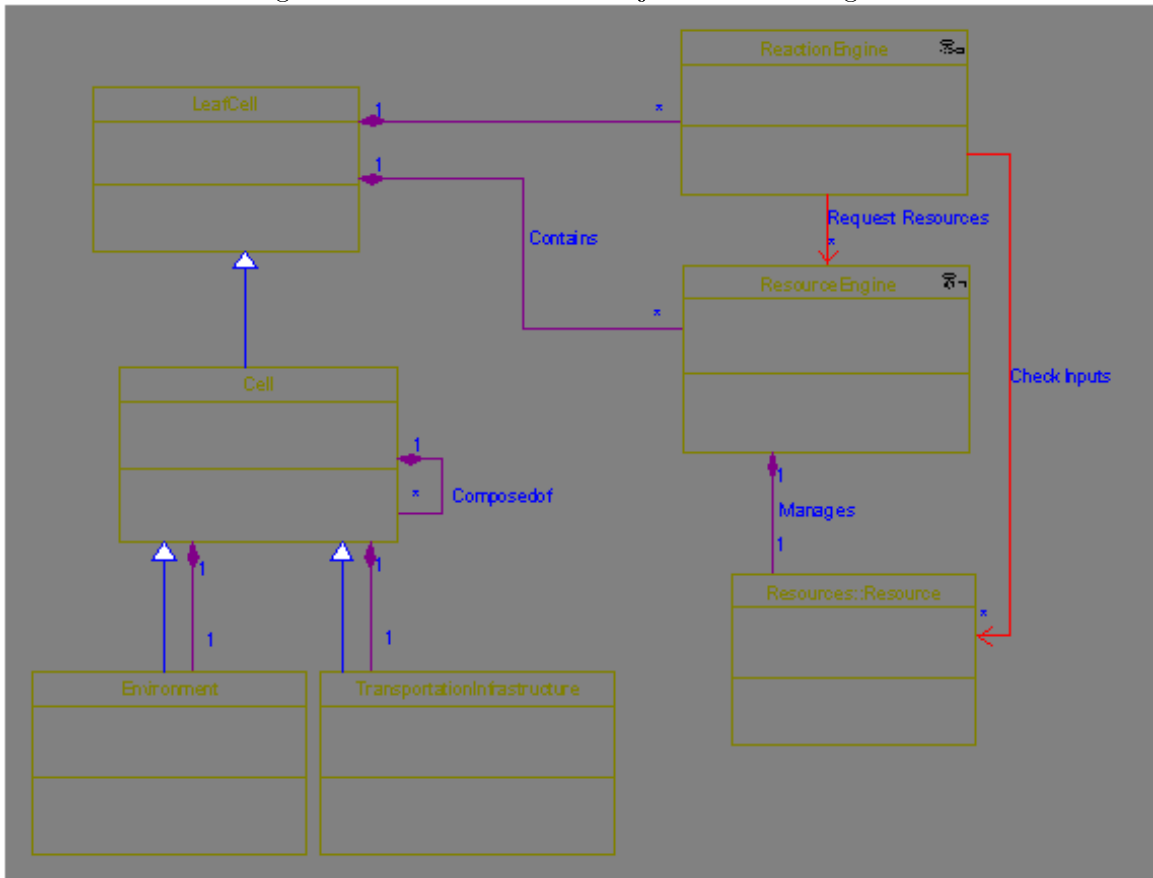 ReactionEngine
LeafCell
1
*
1
Request Resources
*
Contains
ResourceEngine
*
Check Inputs
Cell
1
*
Composedof
1
Manages
1
1
1
Resources::Resource
*
1
1
Environment
TransportationInfrastructure